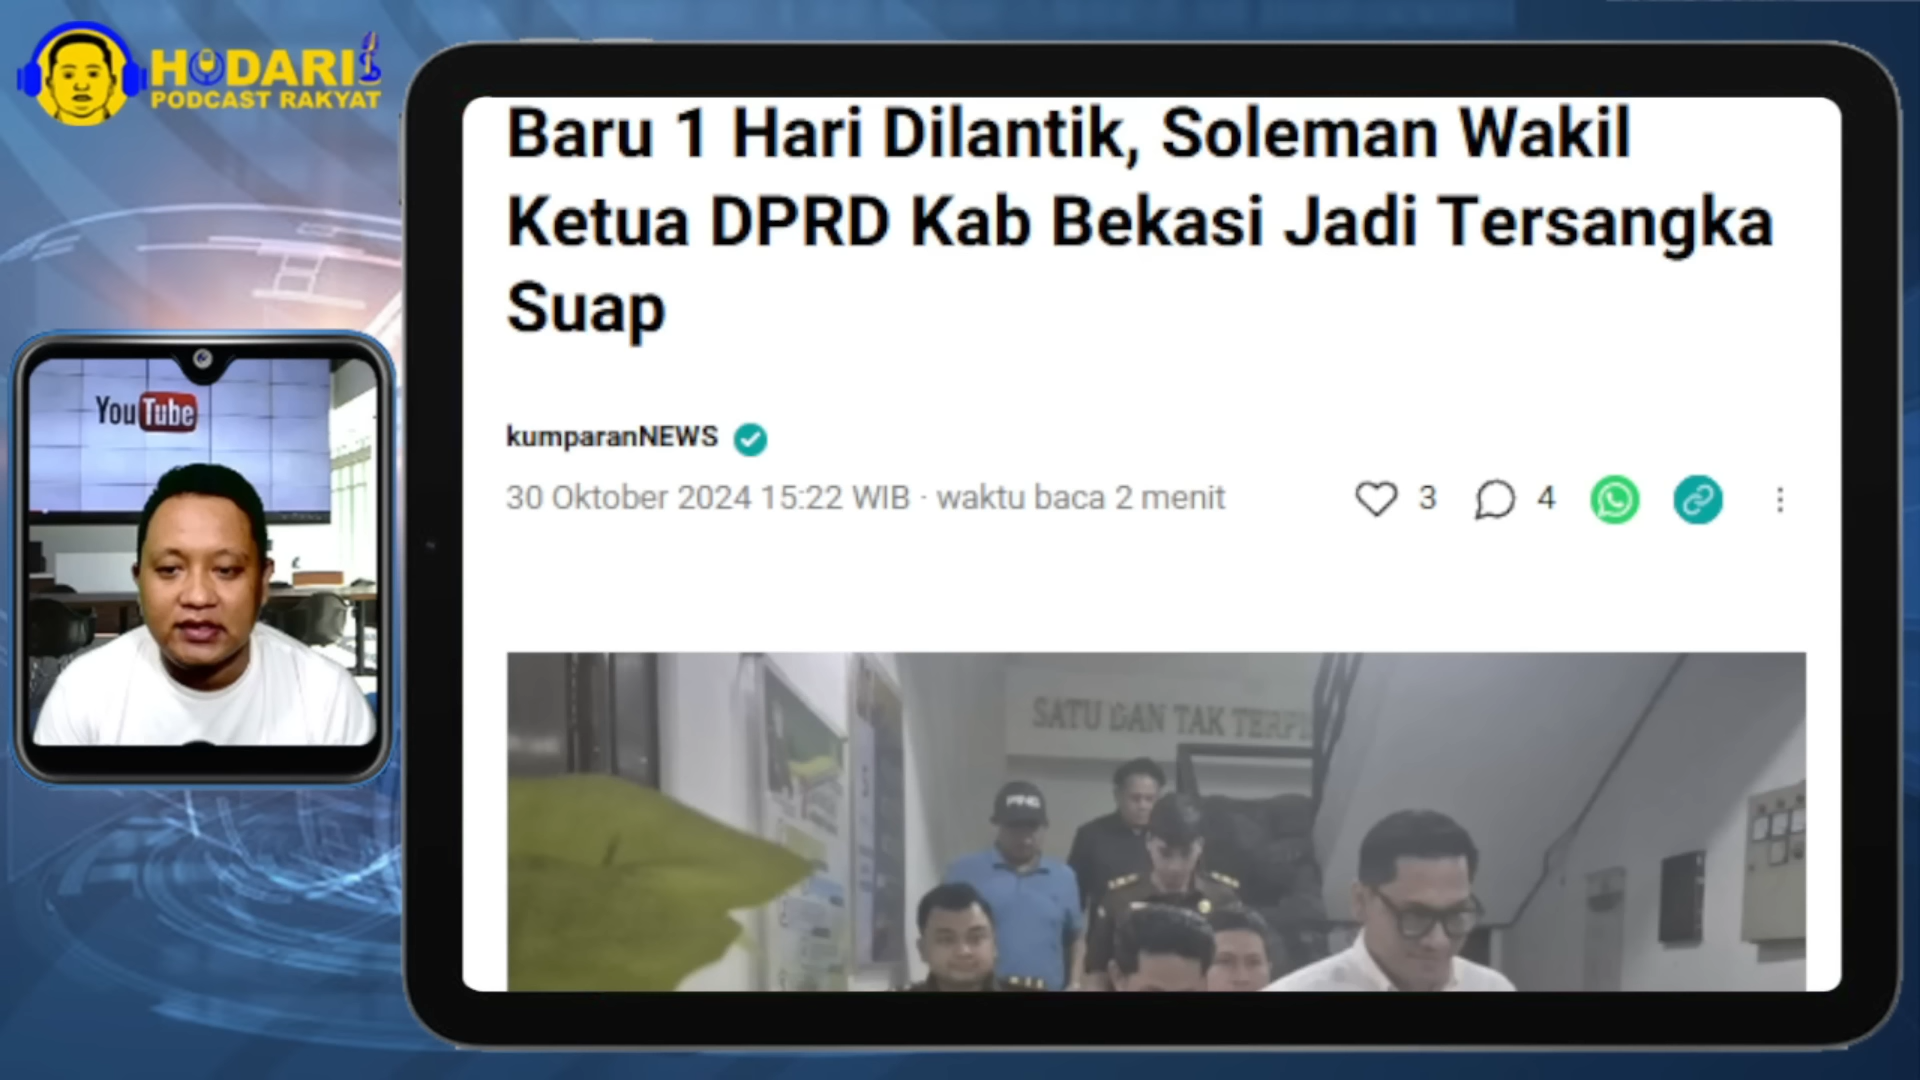 HODARI
PODCAST RAKYAT
YouTube
Baru 1 Hari Dilantik, Soleman Wakil
Ketua DPRD Kab Bekasi Jadi Tersangka
Suap
kumparanNEWS
30 Oktober 2024 15:22 WIB · waktu baca 2 menit
3
4
SATU DAN TAK
PING